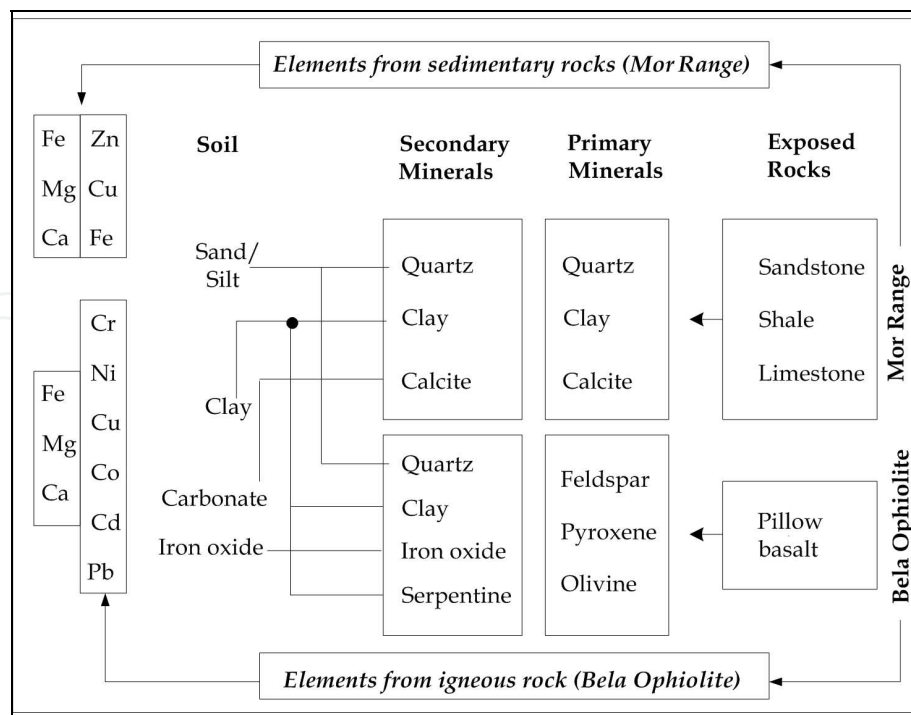 Elements from sedimentary rocks (Mor Range)
Fe Zn
Mg Cu
Ca Fe
Soil
Secondary
Minerals
Primary
Minerals
Exposed
Rocks
Sand/
Silt
Clay
Carbonate
Iron oxide
Quartz
Clay
Calcite
Quartz
Clay
Calcite
Sandstone
Shale
Limestone
Mor Range
Cr
Ni
Cu
Co
Cd
Pb
Fe
Mg
Ca
Quartz
Clay
Iron oxide
Serpentine
Feldspar
Pyroxene
Olivine
Pillow
basalt
Bela Ophiolite
Elements from igneous rock (Bela Ophiolite)